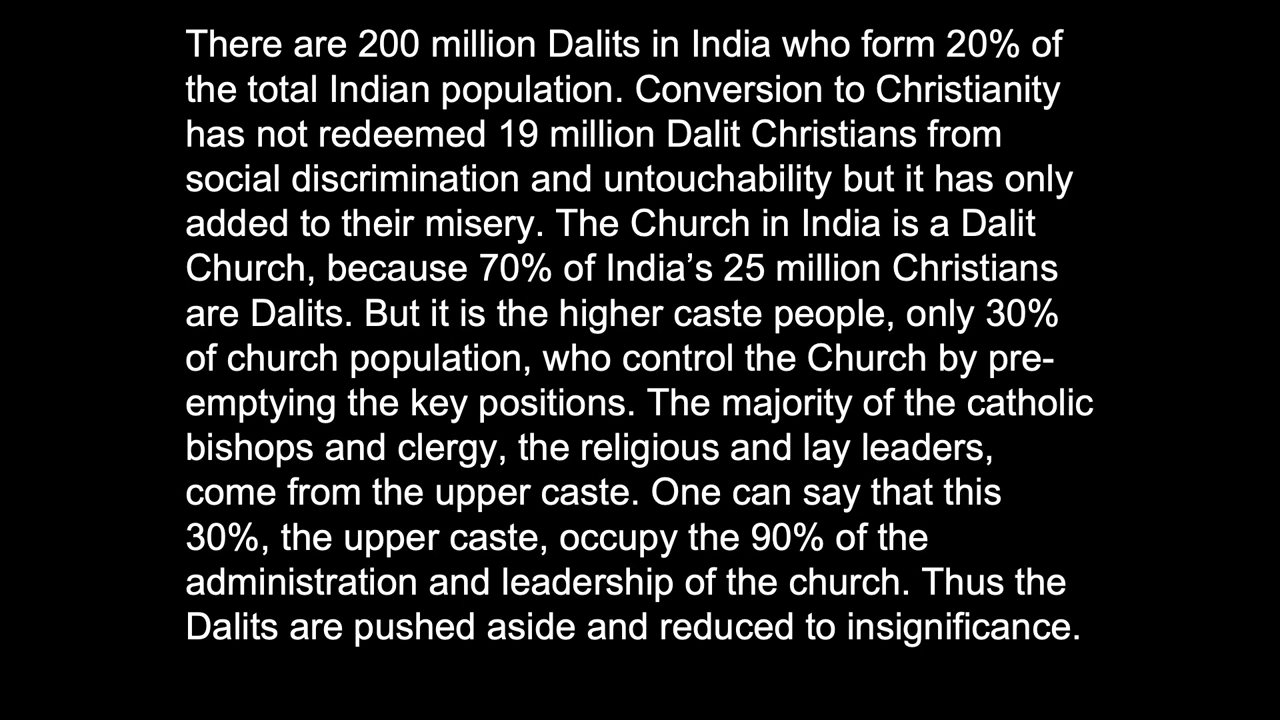 There are 200 million Dalits in India who form 20% of
the total Indian population. Conversion to Christianity
has not redeemed 19 million Dalit Christians from
social discrimination and untouchability but it has only
added to their misery. The Church in India is a Dalit
Church, because 70% of India’s 25 million Christians
are Dalits. But it is the higher caste people, only 30%
of church population, who control the Church by pre-
emptying the key positions. The majority of the catholic
bishops and clergy, the religious and lay leaders,
come from the upper caste. One can say that this
30%, the upper caste, occupy the 90% of the
administration and leadership of the church. Thus the
Dalits are pushed aside and reduced to insignificance.